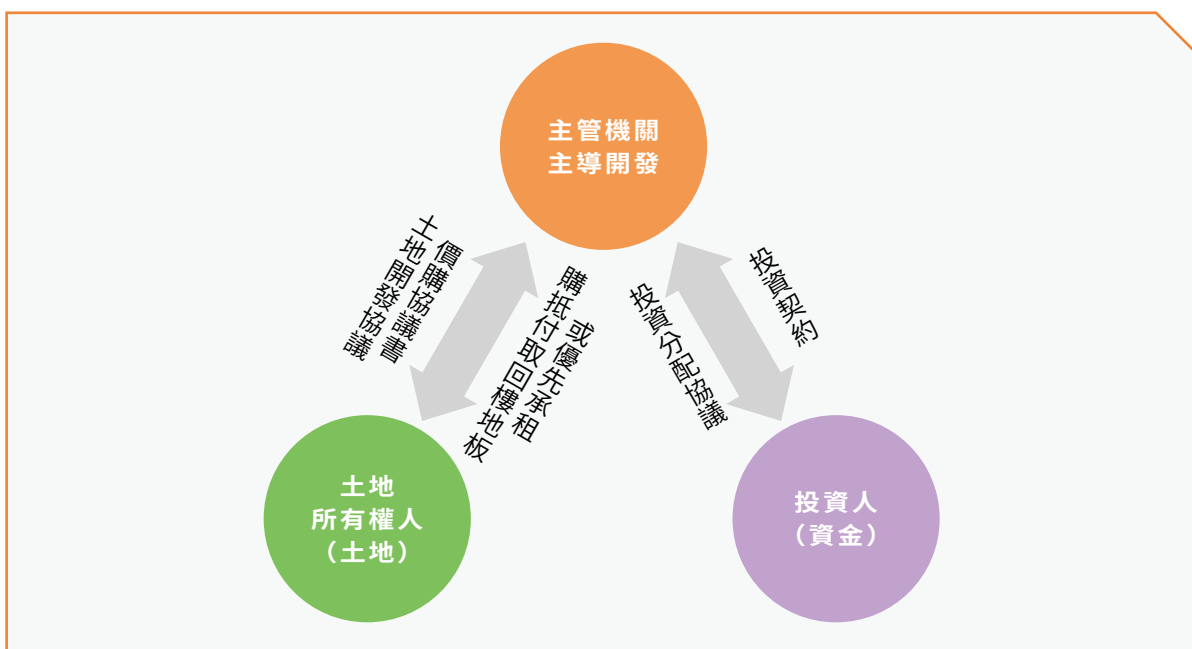 主管機關
主導開發
價購協議書
土地開發協議
或優先承租
購抵付取回樓地板
投資契約
投資分配協議
土地
所有權人
（土地）
投資人
（資金）